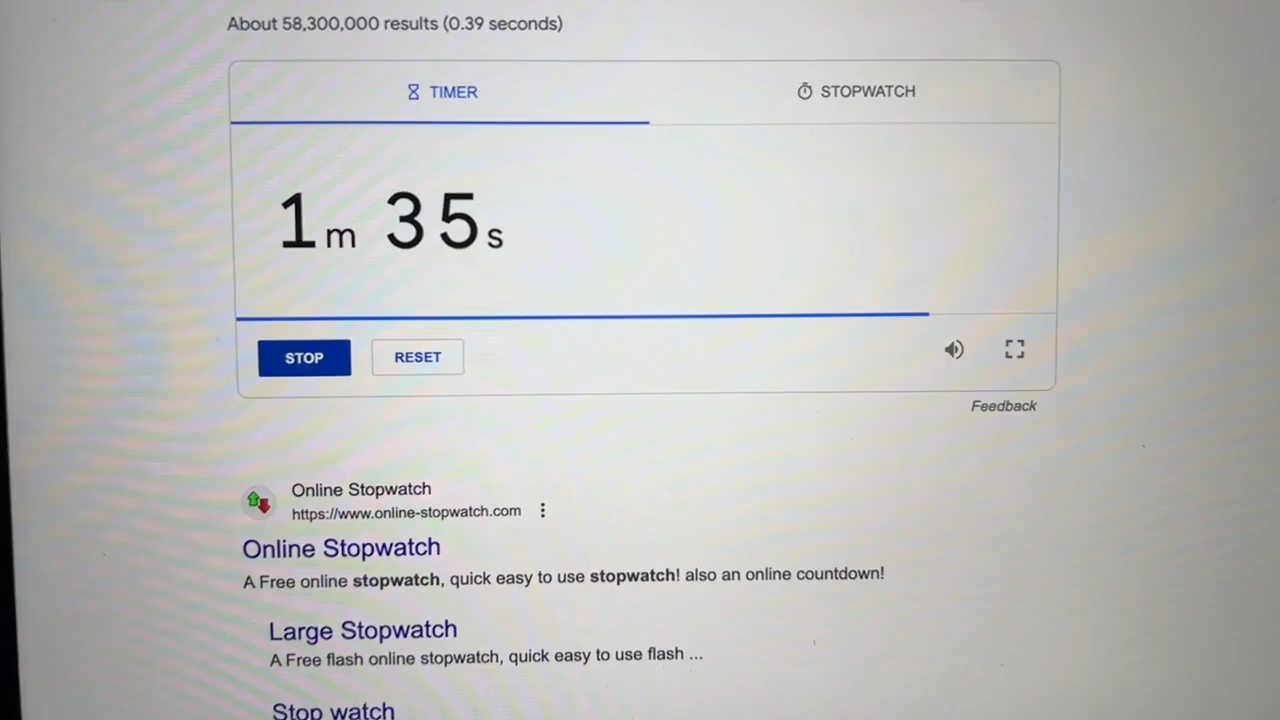 About 58,300,000 results (0.39 seconds)
TIMER
STOPWATCH
1m 35s
STOP
RESET
Feedback
Online Stopwatch
https://www.online-stopwatch.com
Online Stopwatch
A Free online stopwatch, quick easy to use stopwatch! also an online countdown!
Large Stopwatch
A Free flash online stopwatch, quick easy to use flash ...
Stop watch